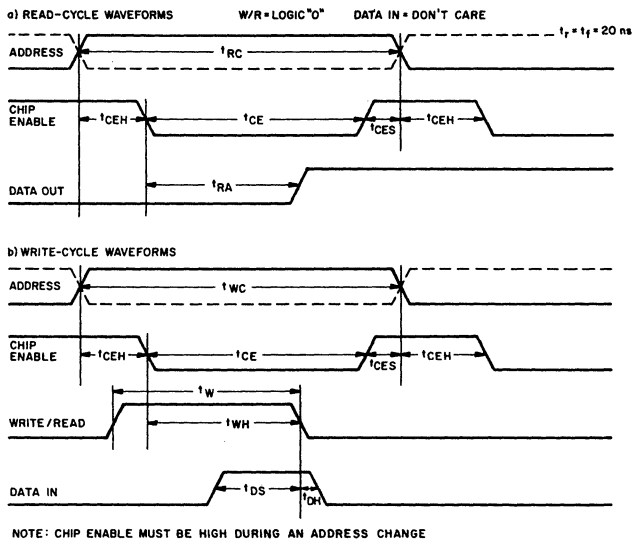 a) READ-CYCLE WAVEFORMS W/R = LOGIC "O" DATA IN = DON'T CARE
tr = tf = 20 ns
ADDRESS tRC
CHIP ENABLE tCEH tCE tCES tCEH
DATA OUT tRA
b) WRITE-CYCLE WAVEFORMS
ADDRESS tWC
CHIP ENABLE tCEH tCE tCES tCEH
tW
WRITE/READ tWH
DATA IN tDS tDH
NOTE: CHIP ENABLE MUST BE HIGH DURING AN ADDRESS CHANGE